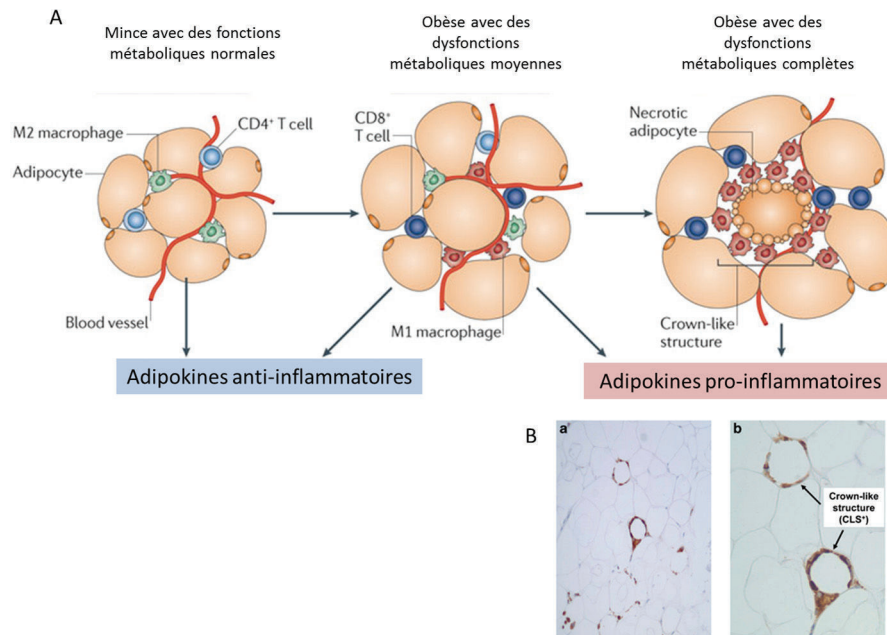 A
Mince avec des fonctions
métaboliques normales
Obèse avec des
dysfonctions
métaboliques moyennes
Obèse avec des
dysfonctions
métaboliques complètes
M2 macrophage
CD4⁺ T cell
Adipocyte
Blood vessel
CD8⁺
T cell
M1 macrophage
Necrotic
adipocyte
Crown-like
structure
Adipokines anti-inflammatoires
Adipokines pro-inflammatoires
B
a
b
Crown-like
structure
(CLS⁺)